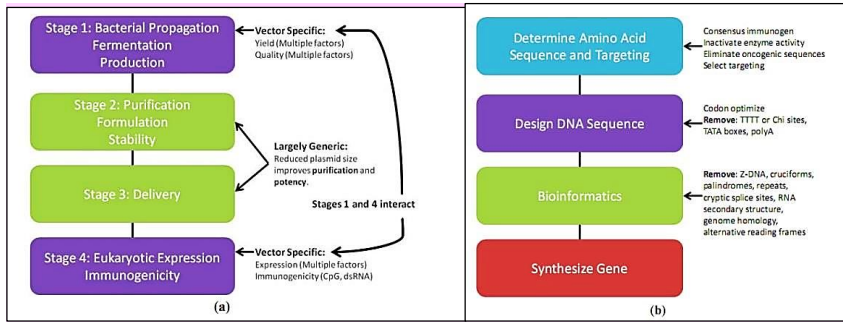 Stage 1: Bacterial Propagation
Fermentation
Production
Vector Specific:
Yield (Multiple factors)
Quality (Multiple factors)
Stage 2: Purification
Formulation
Stability
Largely Generic:
Reduced plasmid size
improves purification and
potency.
Stage 3: Delivery
Stages 1 and 4 interact
Stage 4: Eukaryotic Expression
Immunogenicity
Vector Specific:
Expression (Multiple factors)
Immunogenicity (CpG, dsRNA)
(a)
Determine Amino Acid
Sequence and Targeting
Consensus immunogen
Inactivate enzyme activity
Eliminate oncogenic sequences
Select targeting
Design DNA Sequence
Codon optimize
Remove: TTTT or Chi sites,
TATA boxes, polyA
Bioinformatics
Remove: Z-DNA, cruciforms,
palindromes, repeats,
cryptic splice sites, RNA
secondary structure,
genome homology,
alternative reading frames
Synthesize Gene
(b)